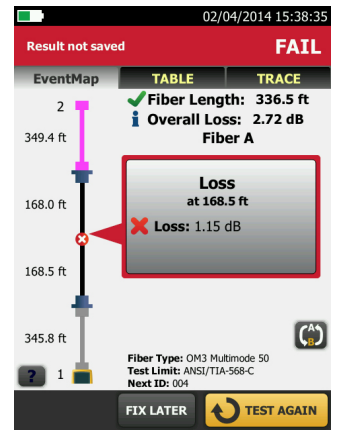 02/04/2014 15:38:35
Result not saved FAIL
EventMap TABLE TRACE
2
349.4 ft
168.0 ft
168.5 ft
345.8 ft
? 1
Fiber Length: 336.5 ft
i Overall Loss: 2.72 dB
Fiber A
Loss
at 168.5 ft
Loss: 1.15 dB
A
B
Fiber Type: OM3 Multimode 50
Test Limit: ANSI/TIA-568-C
Next ID: 004
FIX LATER TEST AGAIN